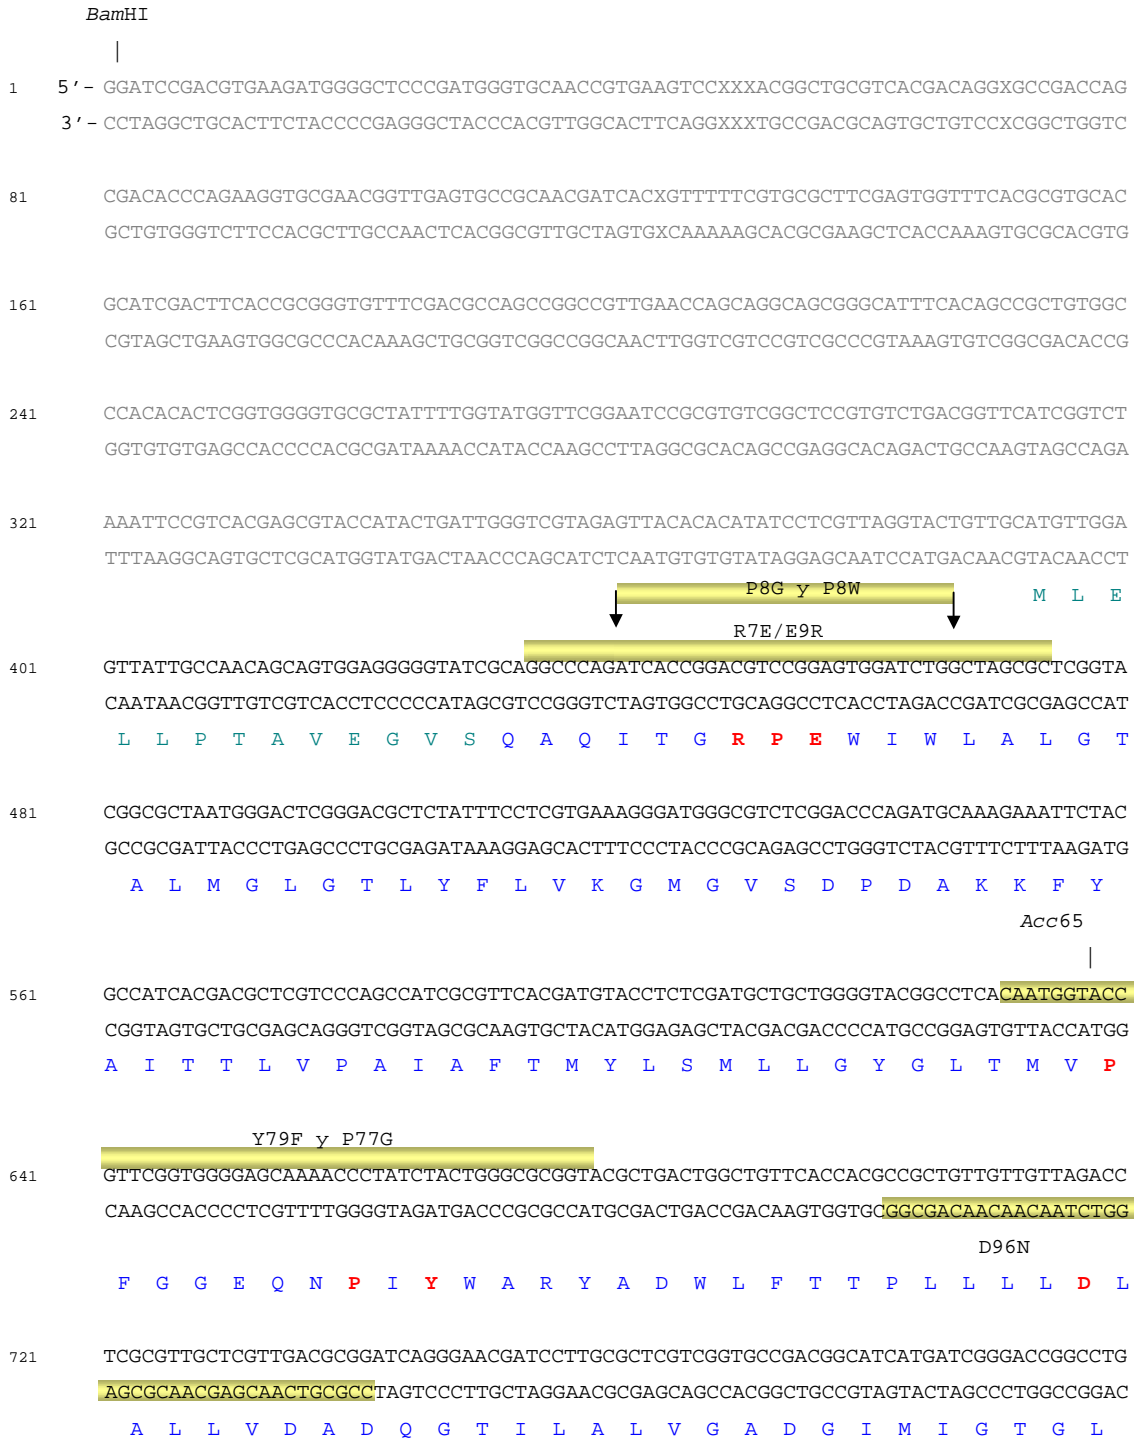 BamHI
|
1 5’- GGATCCGACGTGAAGATGGGGCTCCCGATGGGTGCAACCGTGAAGTCCXXXACGGCTGCGTCACGACAGGXGCCGACCAG
3’- CCTAGGCTGCACTTCTACCCCGAGGGCTACCCACGTTGGCACTTCAGGXXXTGCCGACGCAGTGCTGTCCXCGGCTGGTC
81 CGACACCCAGAAGGTGCGAACGGTTGAGTGCCGCAACGATCACXGTTTTTCGTGCGCTTCGAGTGGTTTCACGCGTGCAC
GCTGTGGGTCTTCCACGCTTGCCAACTCACGGCGTTGCTAGTGXCAAAAAGCACGCGAAGCTCACCAAAGTGCGCACGTG
161 GCATCGACTTCACCGCGGGTGTTTCGACGCCAGCCGGCCGTTGAACCAGCAGGCAGCGGGCATTTCACAGCCGCTGTGGC
CGTAGCTGAAGTGGCGCCCACAAAGCTGCGGTCGGCCGGCAACTTGGTCGTCCGTCGCCCGTAAAGTGTCGGCGACACCG
241 CCACACACTCGGTGGGGTGCGCTATTTTGGTATGGTTCGGAATCCGCGTGTCGGCTCCGTGTCTGACGGTTCATCGGTCT
GGTGTGTGAGCCACCCCACGCGATAAAACCATACCAAGCCTTAGGCGCACAGCCGAGGCACAGACTGCCAAGTAGCCAGA
321 AAATTCCGTCACGAGCGTACCATACTGATTGGGTCGTAGAGTTACACACATATCCTCGTTAGGTACTGTTGCATGTTGGA
TTTAAGGCAGTGCTCGCATGGTATGACTAACCCAGCATCTCAATGTGTGTATAGGAGCAATCCATGACAACGTACAACCT
P8G y P8W M L E
R7E/E9R
401 GTTATTGCCAACAGCAGTGGAGGGGGTATCGCAGGCCCAGATCACCGGACGTCCGGAGTGGATCTGGCTAGCGCTCGGTA
CAATAACGGTTGTCGTCACCTCCCCCATAGCGTCCGGGTCTAGTGGCCTGCAGGCCTCACCTAGACCGATCGCGAGCCAT
L L P T A V E G V S Q A Q I T G R P E W I W L A L G T
481 CGGCGCTAATGGGACTCGGGACGCTCTATTTCCTCGTGAAAGGGATGGGCGTCTCGGACCCAGATGCAAAGAAATTCTAC
GCCGCGATTACCCTGAGCCCTGCGAGATAAAGGAGCACTTTCCCTACCCGCAGAGCCTGGGTCTACGTTTCTTTAAGATG
A L M G L G T L Y F L V K G M G V S D P D A K K F Y
Acc65
|
561 GCCATCACGACGCTCGTCCCAGCCATCGCGTTCACGATGTACCTCTCGATGCTGCTGGGGTACGGCCTCACAATGGTACC
CGGTAGTGCTGCGAGCAGGGTCGGTAGCGCAAGTGCTACATGGAGAGCTACGACGACCCCATGCCGGAGTGTTACCATGG
A I T T L V P A I A F T M Y L S M L L G Y G L T M V P
Y79F y P77G
641 GTTCGGTGGGGAGCAAAACCCTATCTACTGGGCGCGGTACGCTGACTGGCTGTTCACCACGCCGCTGTTGTTGTTAGACC
CAAGCCACCCCTCGTTTTGGGGTAGATGACCCGCGCCATGCGACTGACCGACAAGTGGTGCGGCGACAACAACAATCTGG
D96N
F G G E Q N P I Y W A R Y A D W L F T T P L L L L D L
721 TCGCGTTGCTCGTTGACGCGGATCAGGGAACGATCCTTGCGCTCGTCGGTGCCGACGGCATCATGATCGGGACCGGCCTG
AGCGCAACGAGCAACTGCGCCTAGTCCCTTGCTAGGAACGCGAGCAGCCACGGCTGCCGTAGTACTAGCCCTGGCCGGAC
A L L V D A D Q G T I L A L V G A D G I M I G T G L